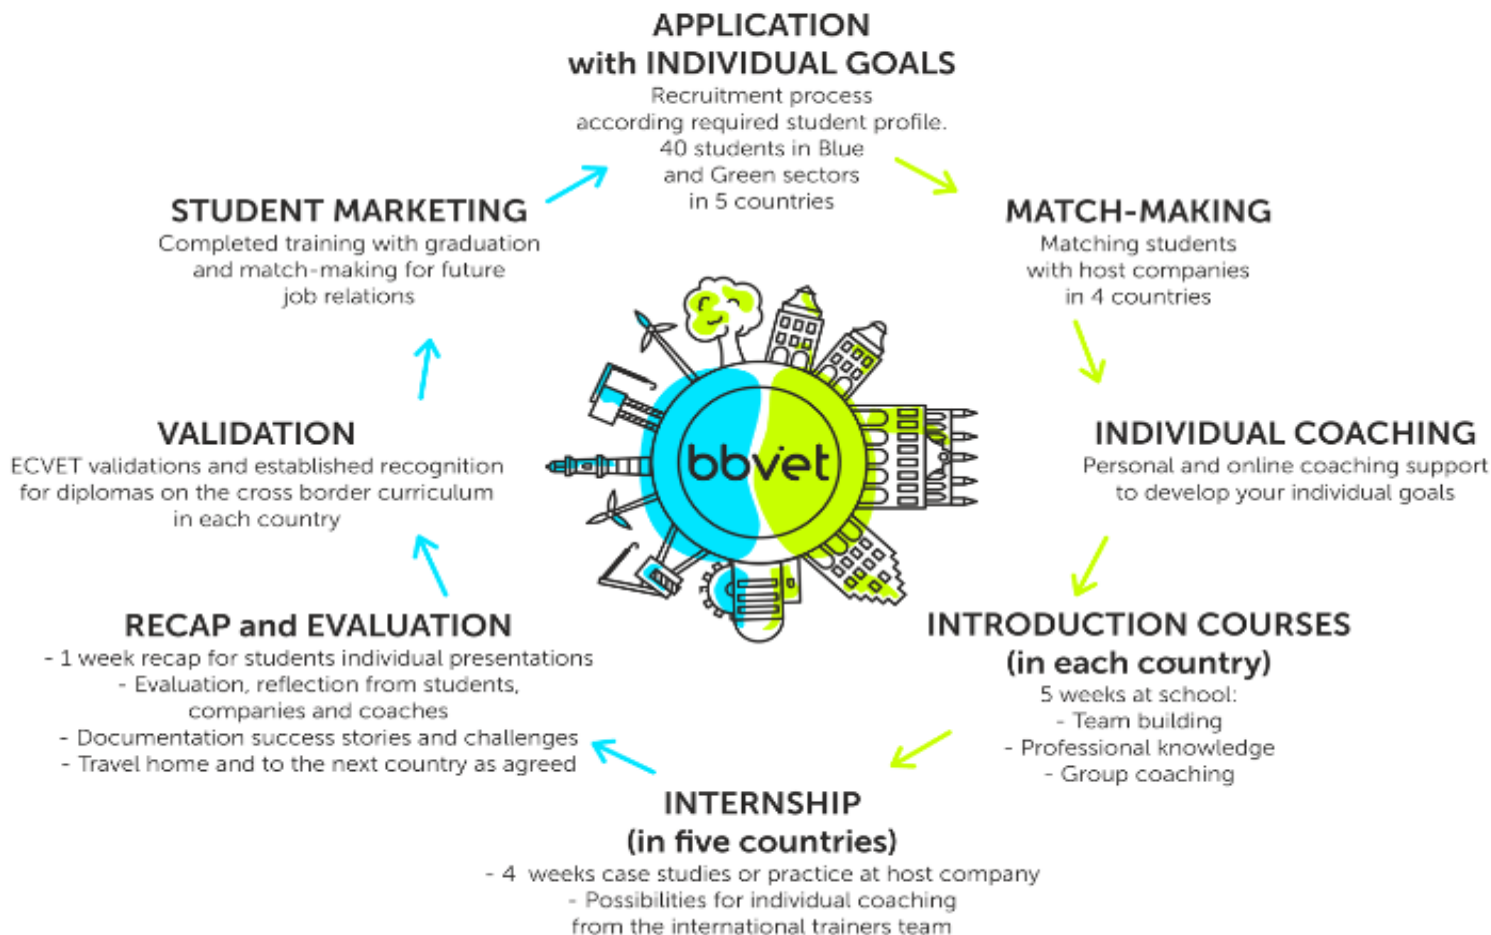 APPLICATION
with INDIVIDUAL GOALS
Recruitment process
according required student profile.
40 students in Blue
and Green sectors
in 5 countries
MATCH-MAKING
Matching students
with host companies
in 4 countries
INDIVIDUAL COACHING
Personal and online coaching support
to develop your individual goals
INTRODUCTION COURSES
(in each country)
5 weeks at school:
- Team building
- Professional knowledge
- Group coaching
INTERNSHIP
(in five countries)
- 4 weeks case studies or practice at host company
- Possibilities for individual coaching
from the international trainers team
RECAP and EVALUATION
- 1 week recap for students individual presentations
- Evaluation, reflection from students,
companies and coaches
- Documentation success stories and challenges
- Travel home and to the next country as agreed
VALIDATION
ECVET validations and established recognition
for diplomas on the cross border curriculum
in each country
STUDENT MARKETING
Completed training with graduation
and match-making for future
job relations
bbvet